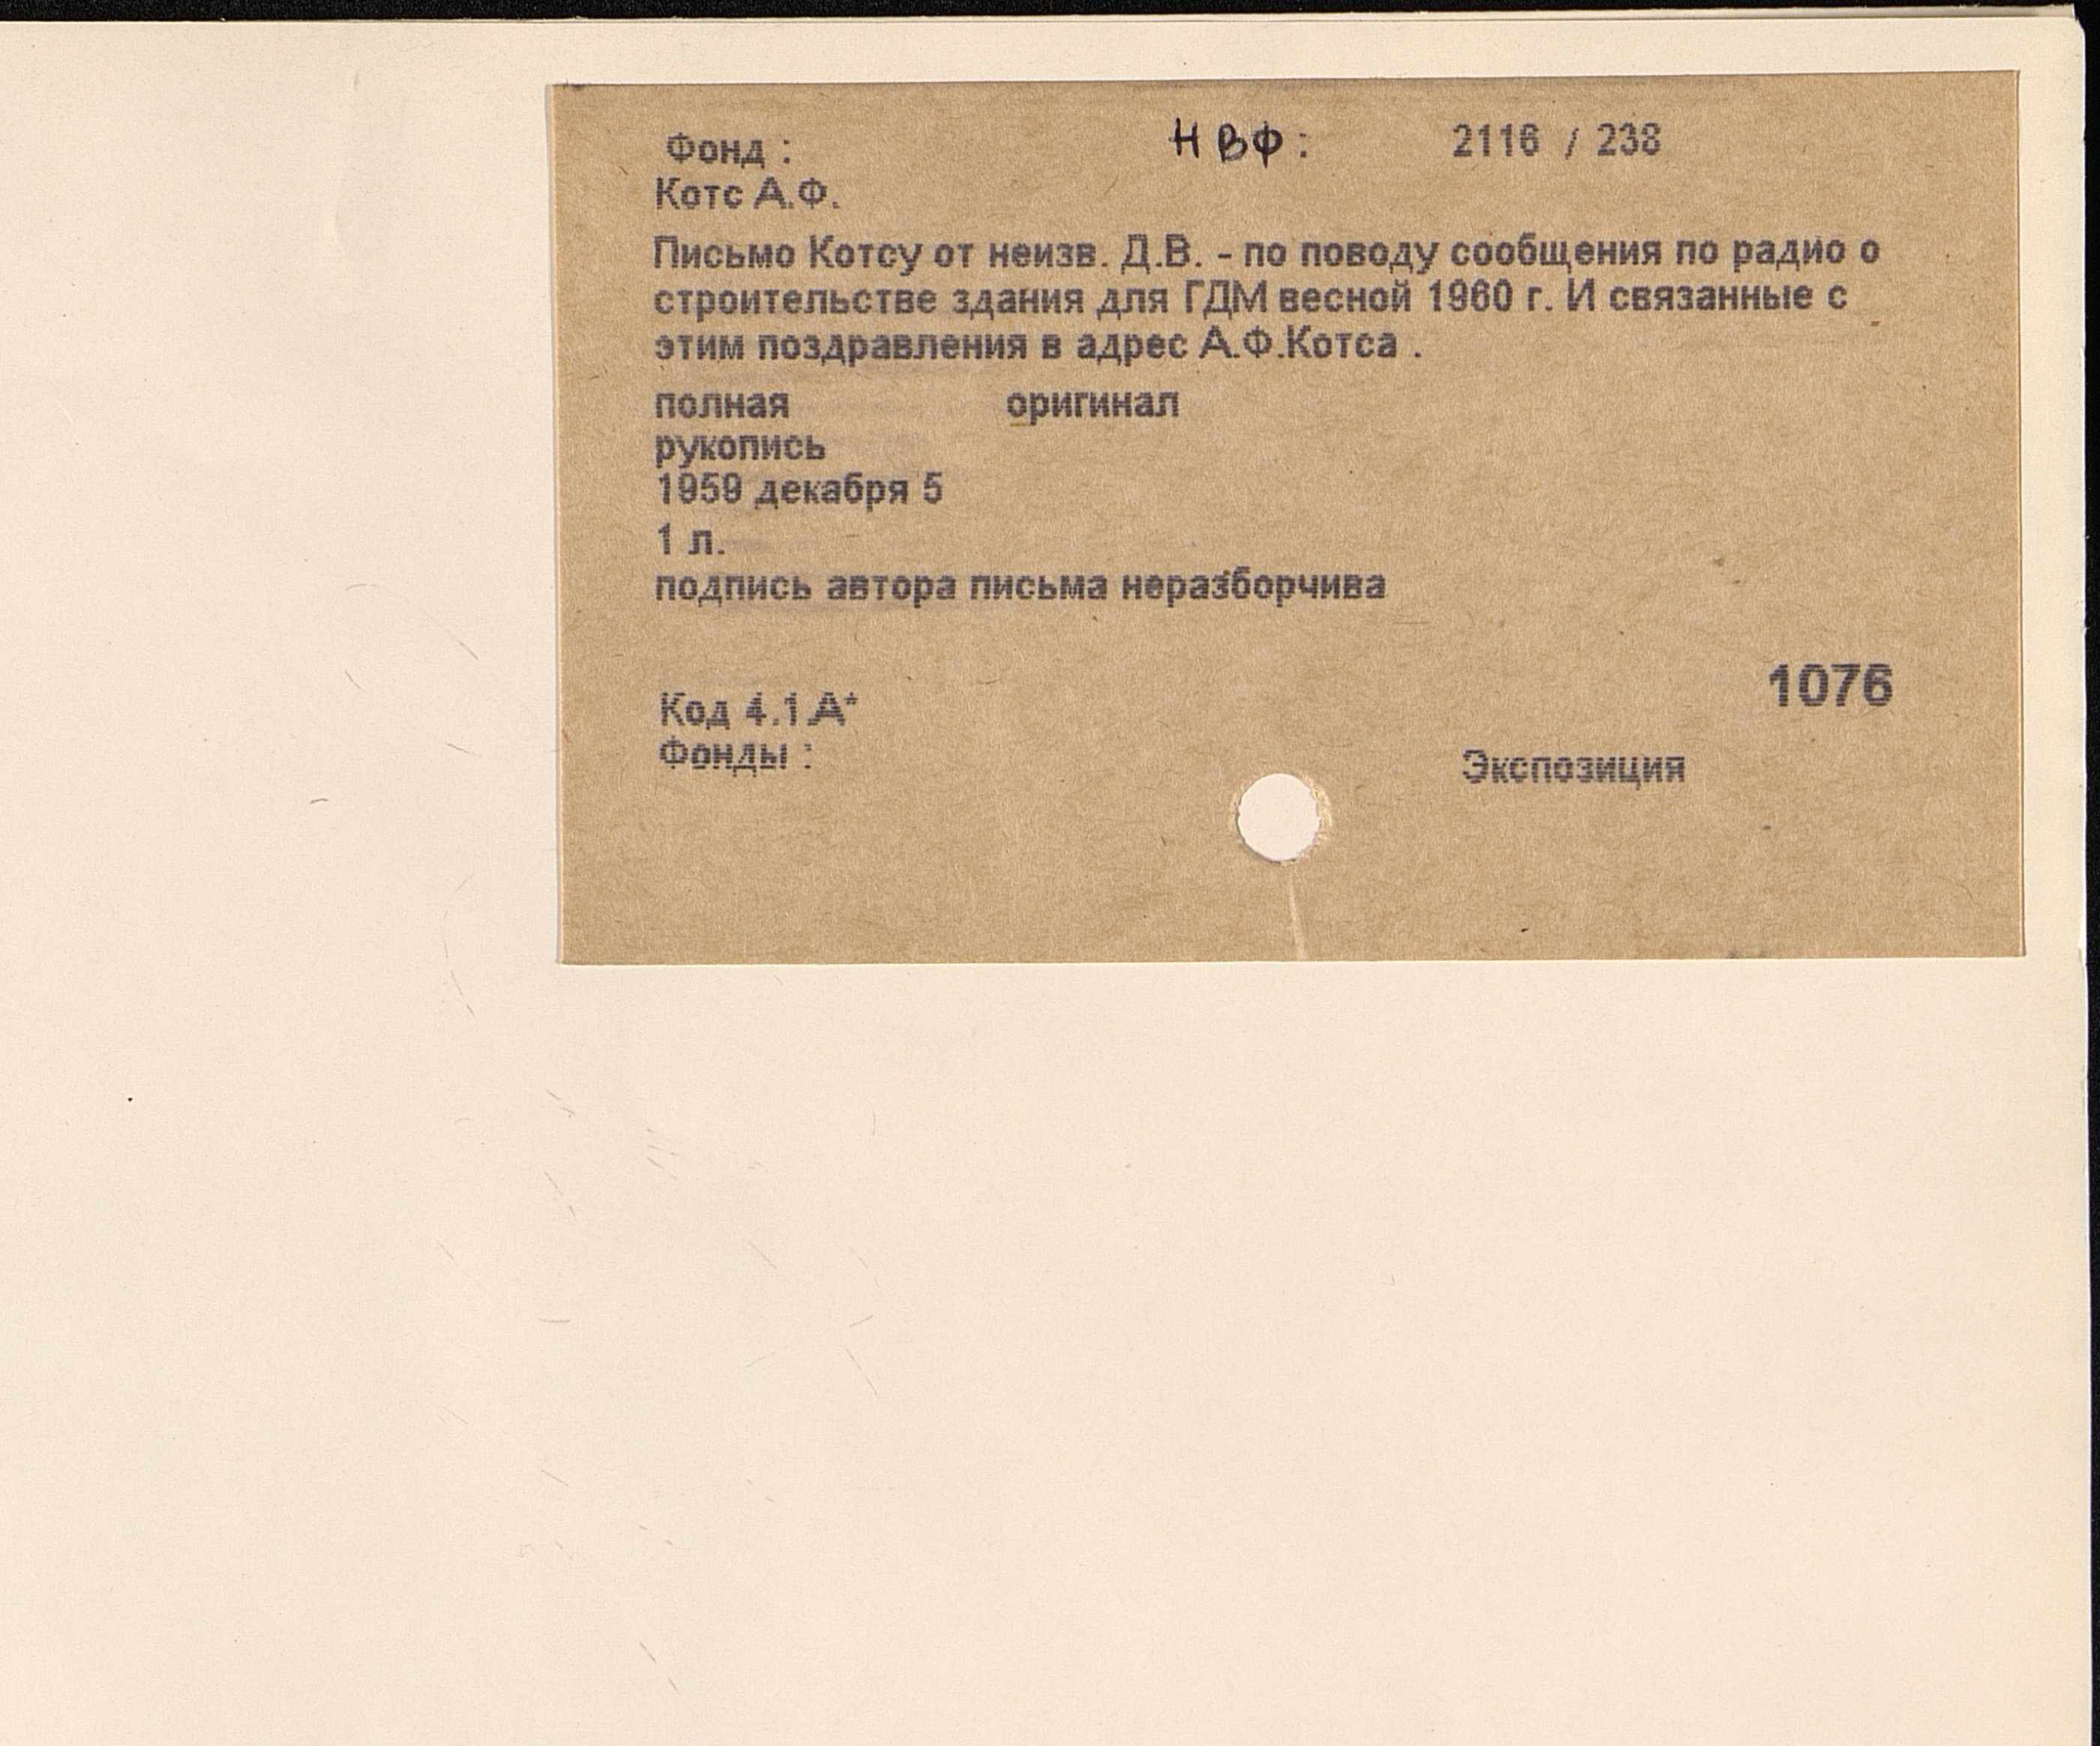 Фонд : НВФ: 2116 / 238
Котс А.Ф.
Письмо Котсу от неизв. Д.В. - по поводу сообщения по радио о
строительстве здания для ГДМ весной 1960 г. И связанные с
этим поздравления в адрес А.Ф.Котса .
полная оригинал
рукопись
1959 декабря 5
1 л.
подпись автора письма неразборчива
1076
Код 4.1.А*
Фонды : Экспозиция